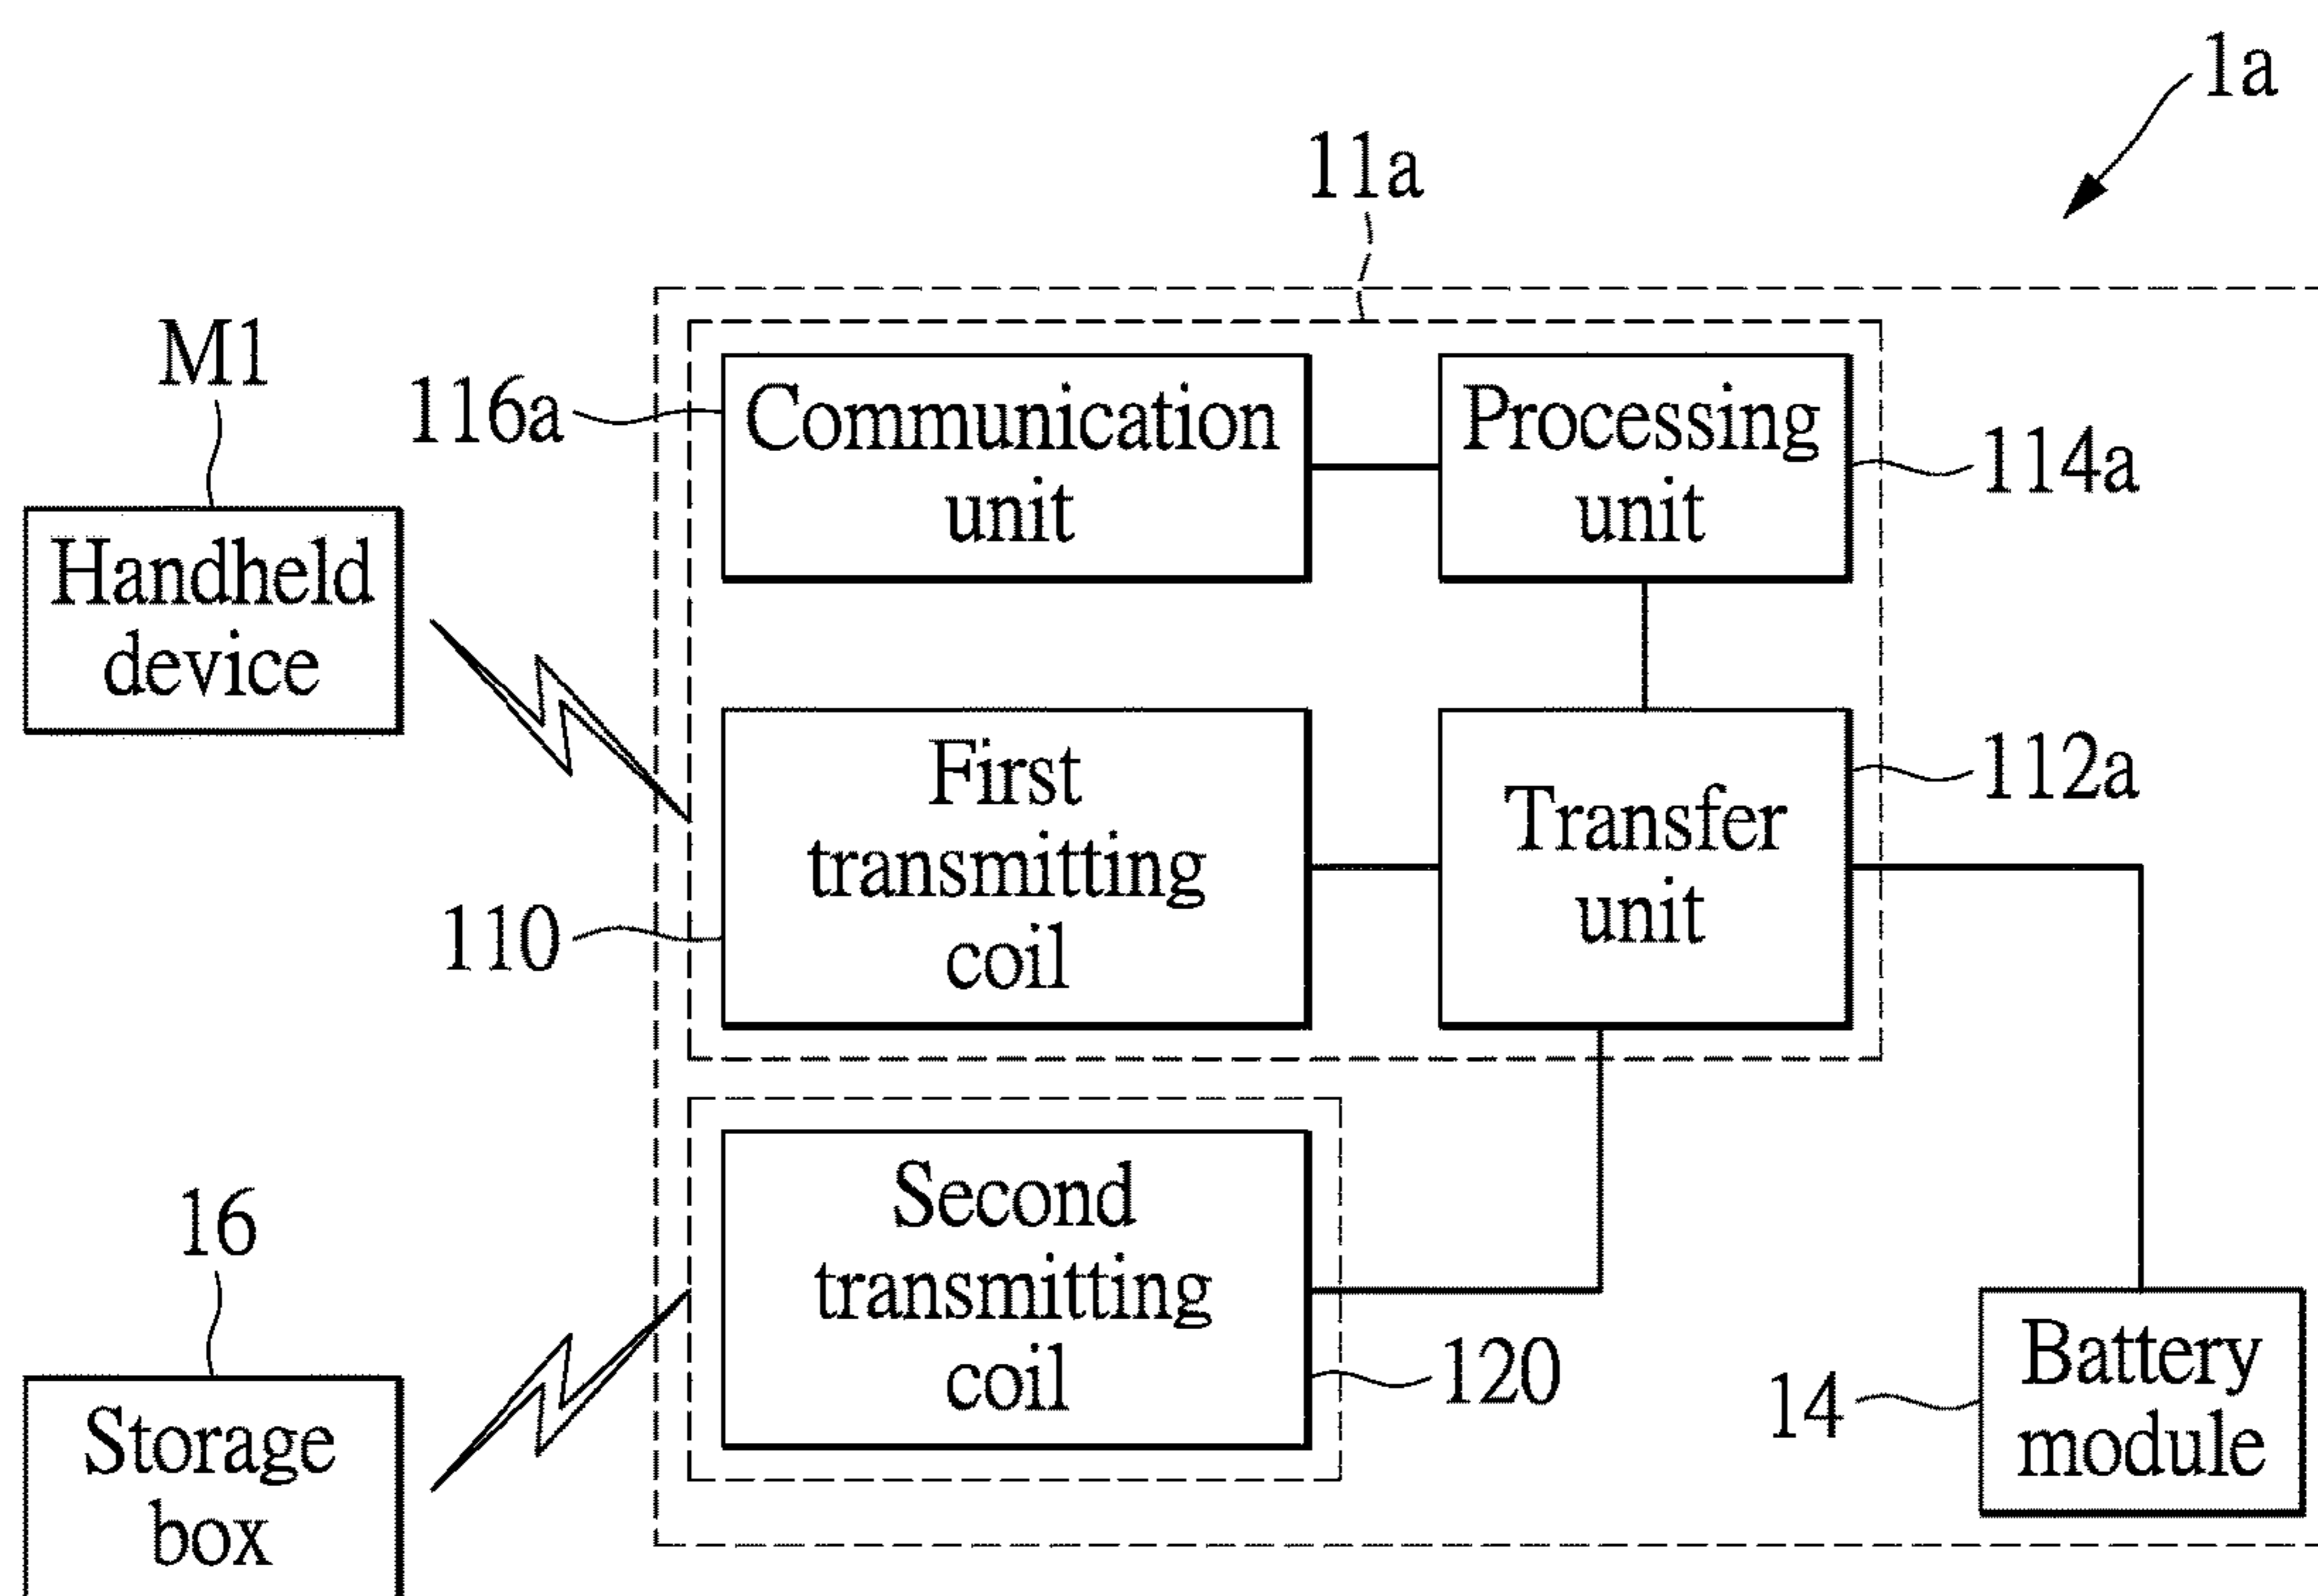 1a
11a
M1
116a
Communication
unit
Processing
unit
114a
Handheld
device
First
transmitting
coil
110
Transfer
unit
112a
Second
transmitting
coil
120
16
Storage
box
14
Battery
module